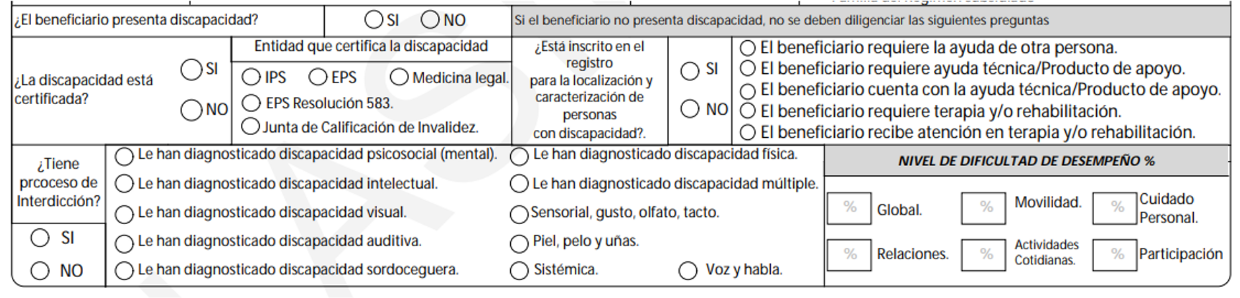 ¿El beneficiario presenta discapacidad?
SI
NO
Si el beneficiario no presenta discapacidad, no se deben diligenciar las siguientes preguntas
¿La discapacidad está
certificada?
SI
NO
Entidad que certifica la discapacidad
IPS
EPS
Medicina legal.
EPS Resolución 583.
Junta de Calificación de Invalidez.
¿Está inscrito en el
registro
para la localización y
caracterización de
personas
con discapacidad?.
SI
NO
El beneficiario requiere la ayuda de otra persona.
El beneficiario requiere ayuda técnica/Producto de apoyo.
El beneficiario cuenta con la ayuda técnica/Producto de apoyo.
El beneficiario requiere terapia y/o rehabilitación.
El beneficiario recibe atención en terapia y/o rehabilitación.
¿Tiene
prcoceso de
Interdicción?
SI
NO
Le han diagnosticado discapacidad psicosocial (mental).
Le han diagnosticado discapacidad intelectual.
Le han diagnosticado discapacidad visual.
Le han diagnosticado discapacidad auditiva.
Le han diagnosticado discapacidad sordoceguera.
Le han diagnosticado discapacidad física.
Le han diagnosticado discapacidad múltiple.
Sensorial, gusto, olfato, tacto.
Piel, pelo y uñas.
Sistémica.
Voz y habla.
NIVEL DE DIFICULTAD DE DESEMPEÑO %
% Global.
% Movilidad.
% Cuidado
Personal.
% Relaciones.
% Actividades
Cotidianas.
% Participación